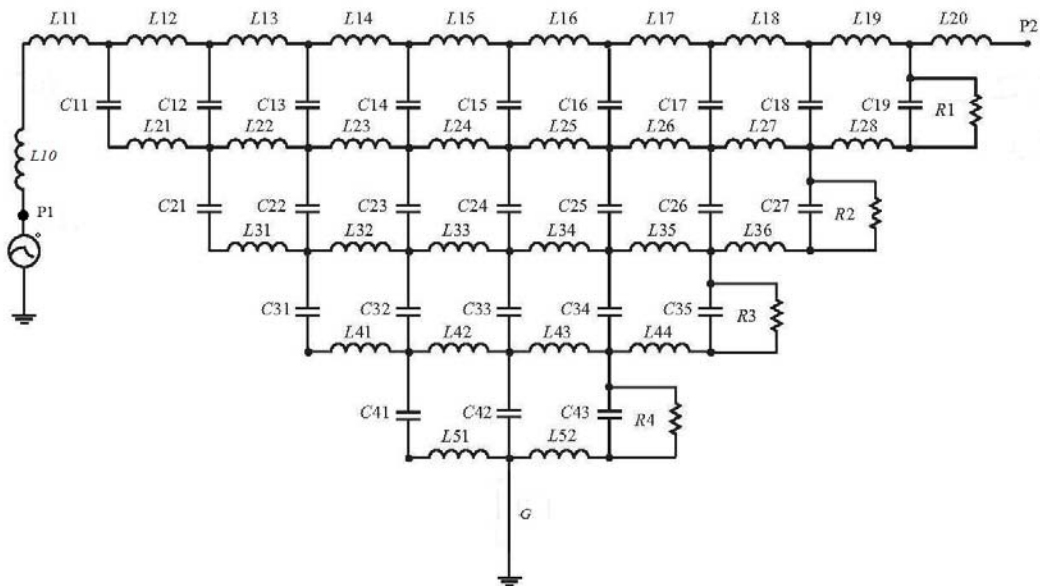 L11 L12 L13 L14 L15 L16 L17 L18 L19 L20 P2
C11 C12 C13 C14 C15 C16 C17 C18 C19 R1
L21 L22 L23 L24 L25 L26 L27 L28
L10
P1
C21 C22 C23 C24 C25 C26 C27 R2
L31 L32 L33 L34 L35 L36
C31 C32 C33 C34 C35 R3
L41 L42 L43 L44
C41 C42 C43 R4
L51 L52
G